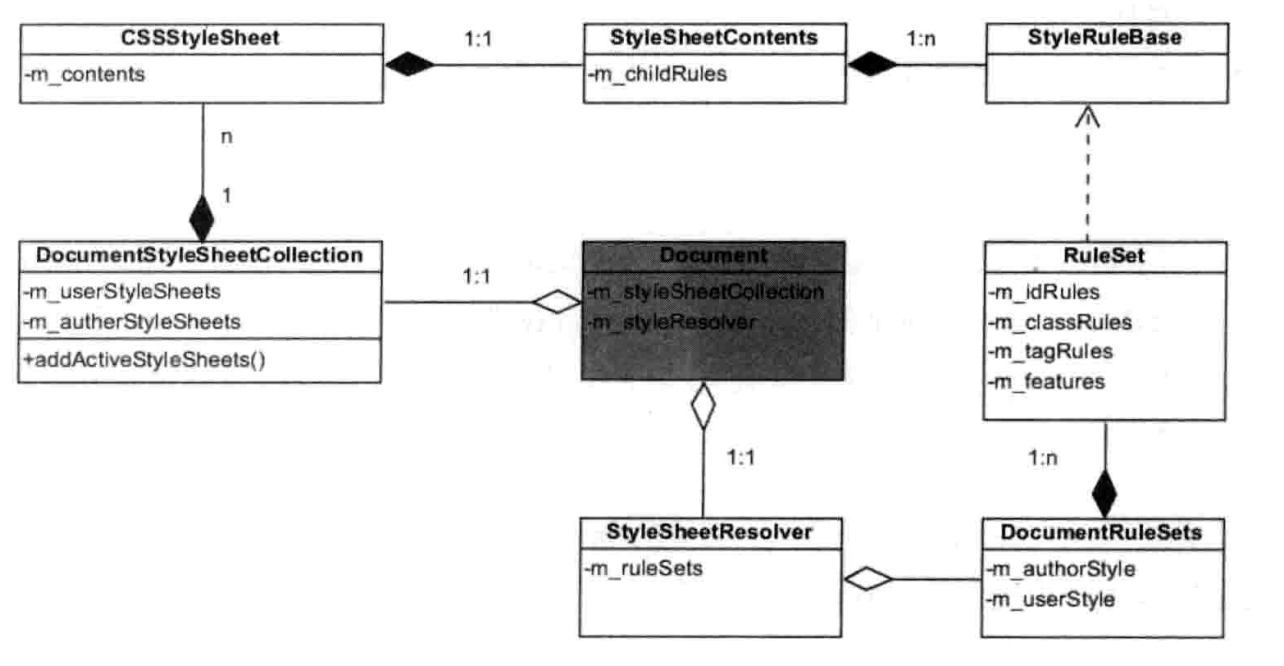 CSSStyleSheet
-m_contents
1:1
StyleSheetContents
-m_childRules
1:n
StyleRuleBase
n
1
DocumentStyleSheetCollection
-m_userStyleSheets
-m_autherStyleSheets
+addActiveStyleSheets()
1:1
Document
-m_styleSheetCollection
-m_styleResolver
RuleSet
-m_idRules
-m_classRules
-m_tagRules
-m_features
1:1
1:n
StyleSheetResolver
-m_ruleSets
DocumentRuleSets
-m_authorStyle
-m_userStyle